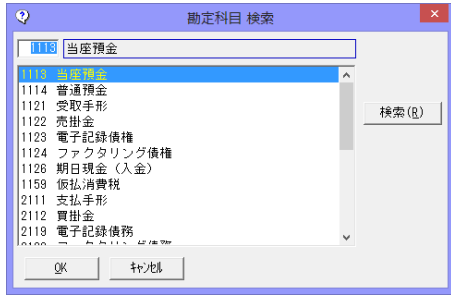 勘定科目 検索
1113 当座預金
1113 当座預金
1114 普通預金
1121 受取手形
1122 売掛金
1123 電子記録債権
1124 ファクタリング債権
1126 期日現金（入金）
1159 仮払消費税
2111 支払手形
2112 買掛金
2119 電子記録債務
検索(R)
OK
ｷｬﾝｾﾙ